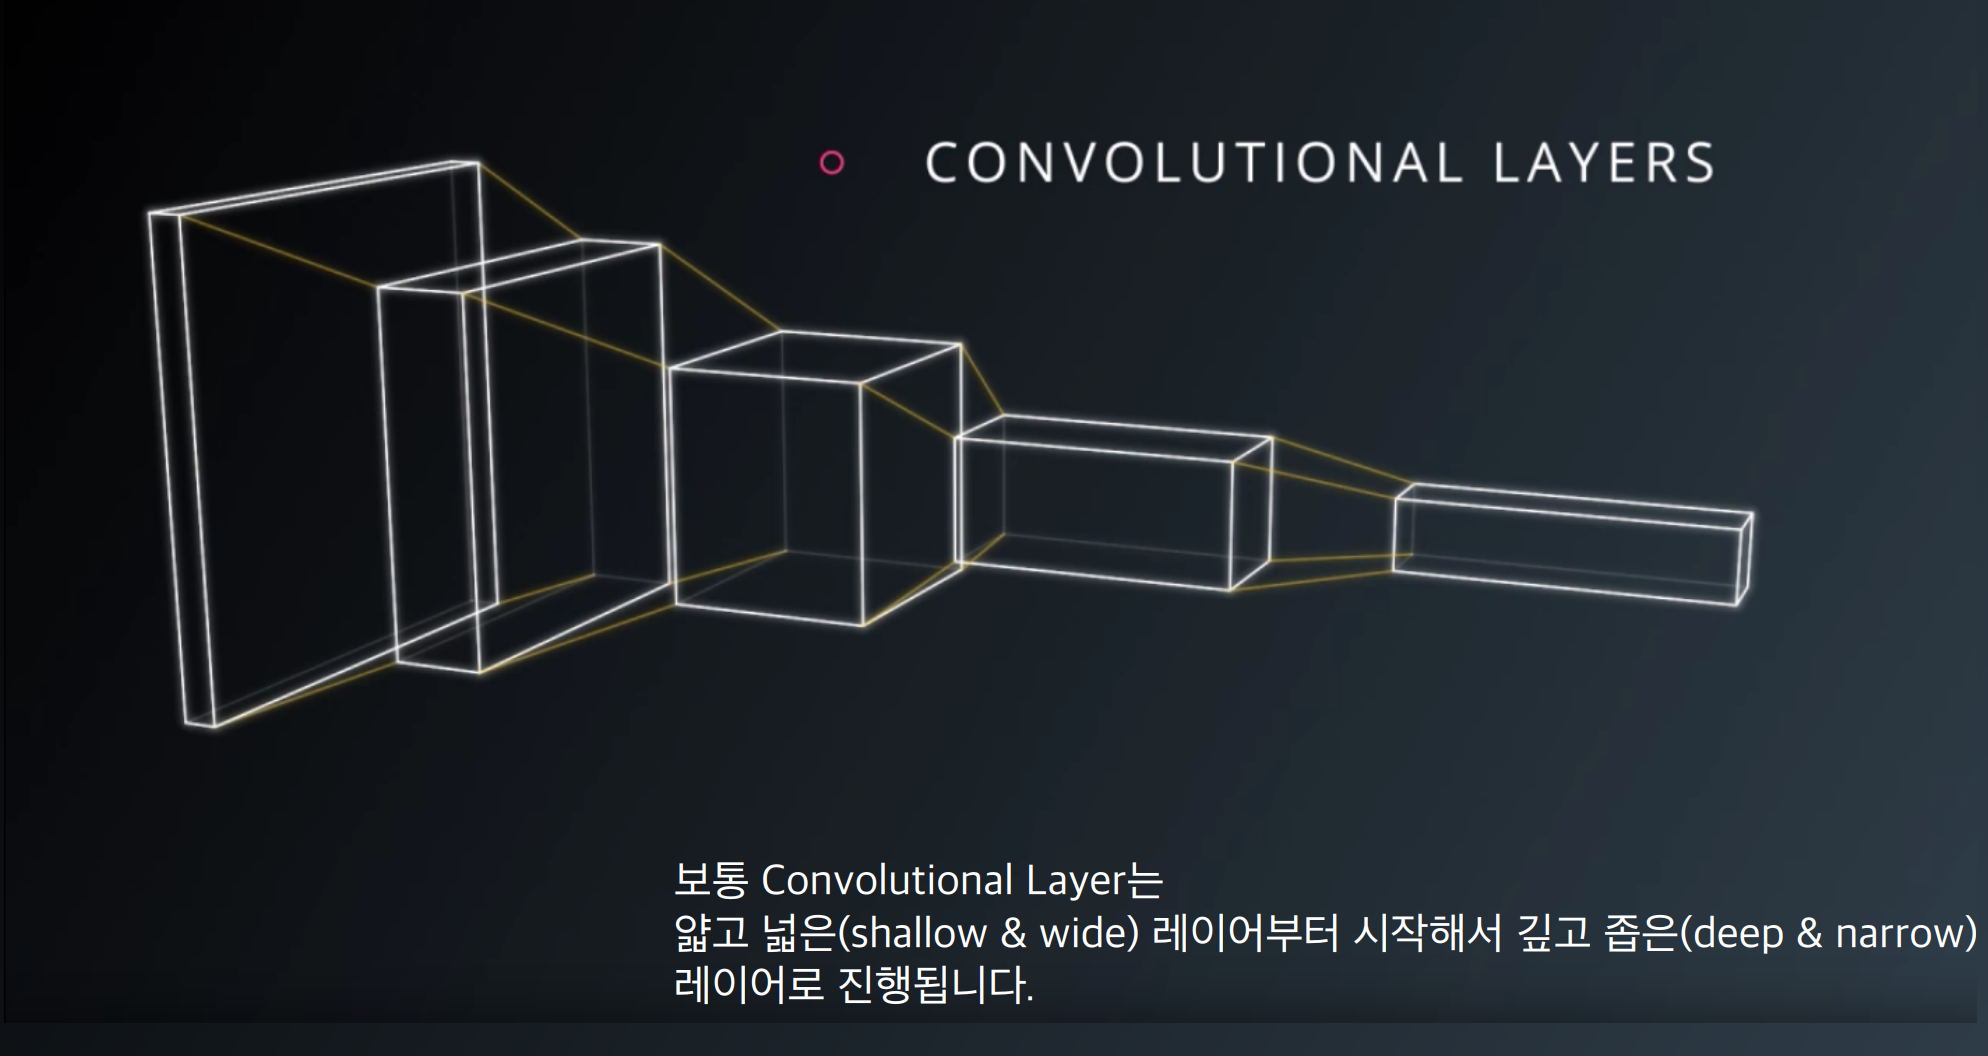 CONVOLUTIONAL LAYERS
보통 Convolutional Layer는
얇고 넓은(shallow & wide) 레이어부터 시작해서 깊고 좁은(deep & narrow)
레이어로 진행됩니다.